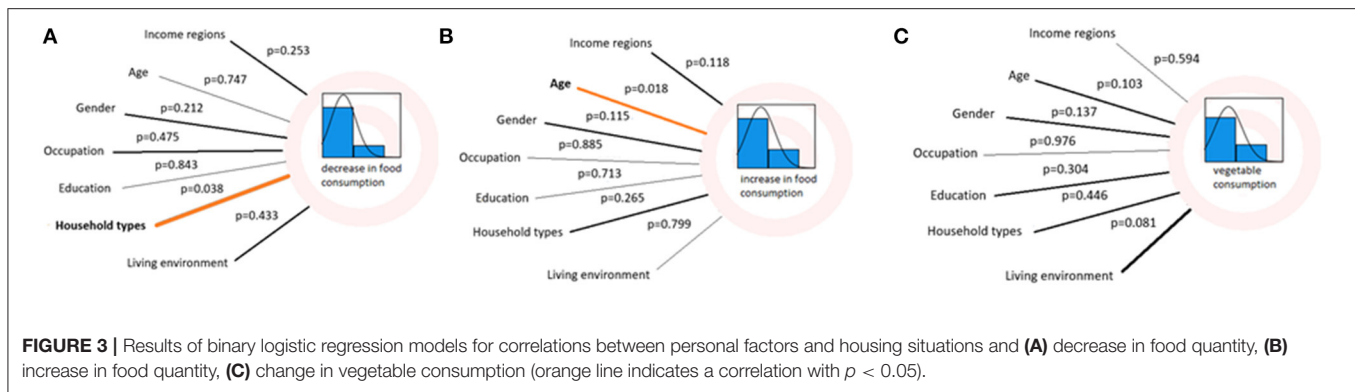 A
Income regions
p=0.253
Age
p=0.747
Gender
p=0.212
Occupation
p=0.475
Education
p=0.843
Household types
p=0.038
Living environment
p=0.433
decrease in food
consumption
B
Income regions
p=0.118
Age
p=0.018
Gender
p=0.115
Occupation
p=0.885
Education
p=0.713
Household types
p=0.265
Living environment
p=0.799
increase in food
consumption
C
Income regions
p=0.594
Age
p=0.103
Gender
p=0.137
Occupation
p=0.976
Education
p=0.304
Household types
p=0.446
Living environment
p=0.081
vegetable
consumption
FIGURE 3 | Results of binary logistic regression models for correlations between personal factors and housing situations and (A) decrease in food quantity, (B)
increase in food quantity, (C) change in vegetable consumption (orange line indicates a correlation with p < 0.05).